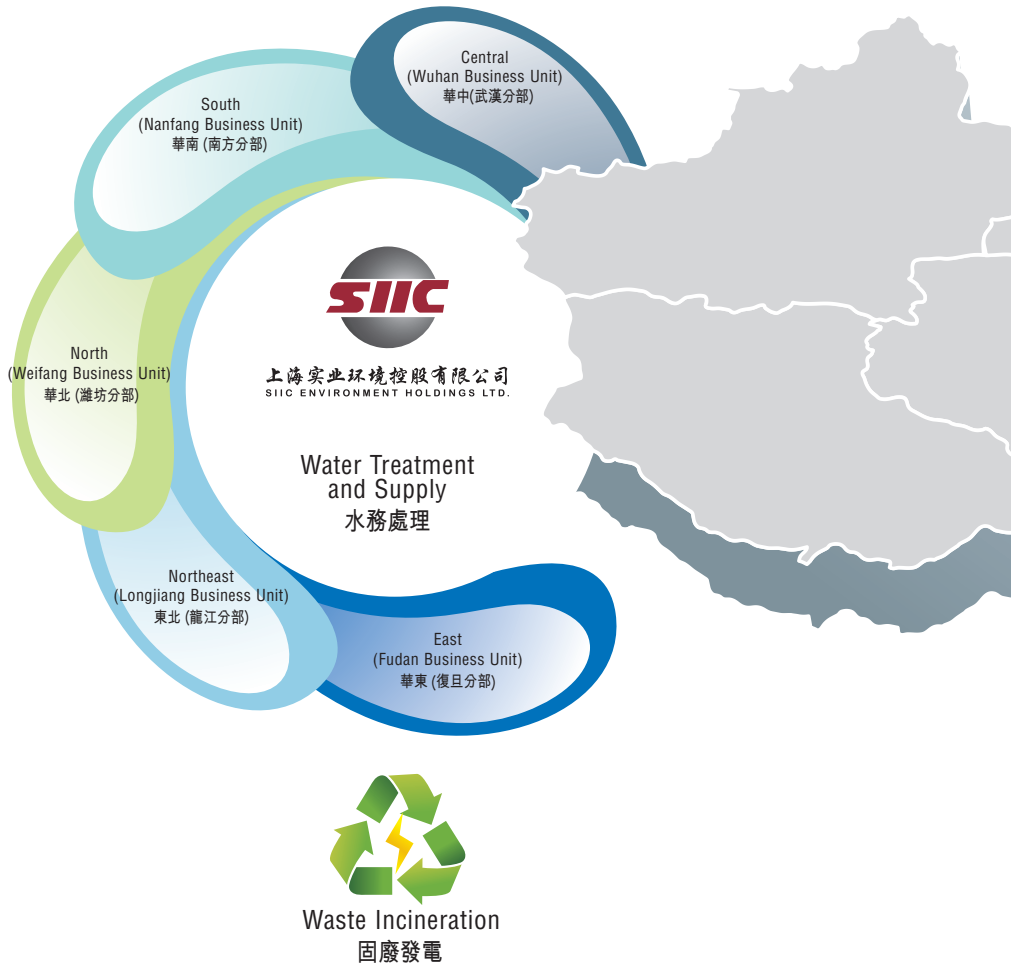 Central
(Wuhan Business Unit)
華中(武漢分部)
South
(Nanfang Business Unit)
華南 (南方分部)
North
(Weifang Business Unit)
華北 (濰坊分部)
Northeast
(Longjiang Business Unit)
東北 (龍江分部)
East
(Fudan Business Unit)
華東 (復旦分部)
SIIC
上海实业环境控股有限公司
SIIC ENVIRONMENT HOLDINGS LTD.
Water Treatment
and Supply
水務處理
Waste Incineration
固廢發電